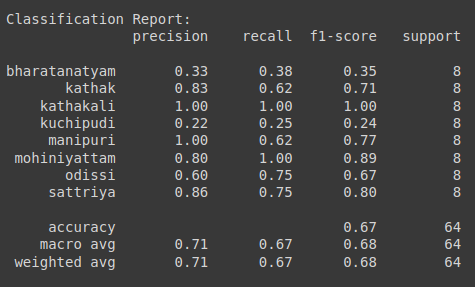 Classification Report:
precision recall f1-score support
bharatanatyam 0.33 0.38 0.35 8
kathak 0.83 0.62 0.71 8
kathakali 1.00 1.00 1.00 8
kuchipudi 0.22 0.25 0.24 8
manipuri 1.00 0.62 0.77 8
mohiniyattam 0.80 1.00 0.89 8
odissi 0.60 0.75 0.67 8
sattriya 0.86 0.75 0.80 8
accuracy 0.67 64
macro avg 0.71 0.67 0.68 64
weighted avg 0.71 0.67 0.68 64